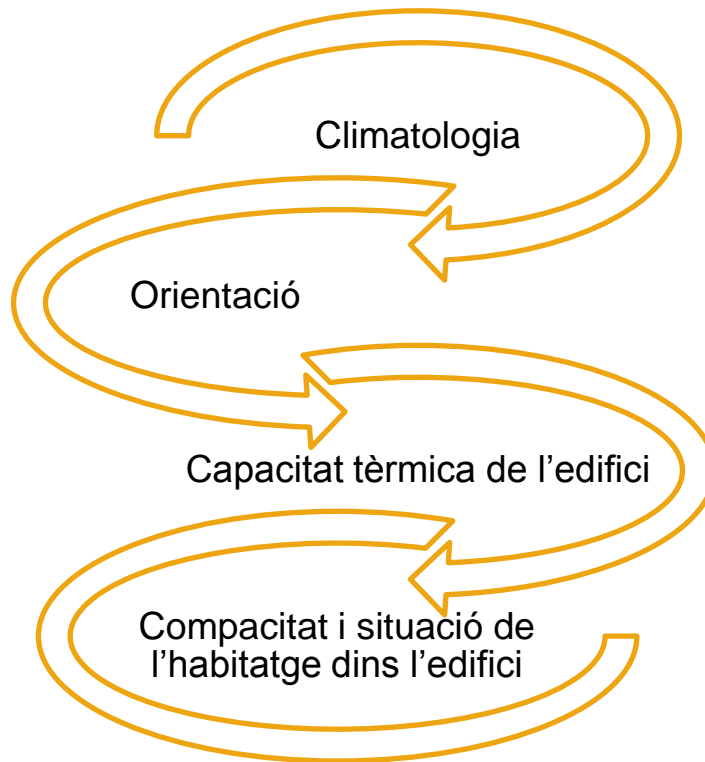 Climatologia
Orientació
Capacitat tèrmica de l’edifici
Compacitat i situació de
l’habitatge dins l’edifici